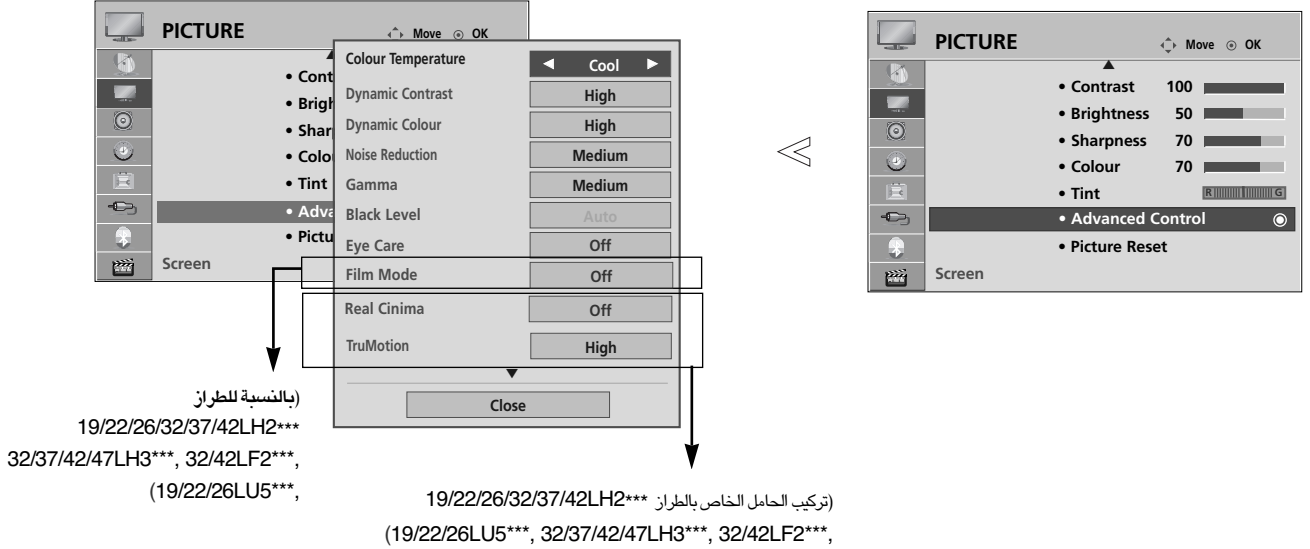 PICTURE
Move OK
• Cont
• Brigh
• Shar
• Colo
• Tint
• Adva
• Pictu
Screen
Colour Temperature Cool
Dynamic Contrast High
Dynamic Colour High
Noise Reduction Medium
Gamma Medium
Black Level Auto
Eye Care Off
Film Mode Off
Real Cinima Off
TruMotion High
Close
PICTURE
Move OK
• Contrast 100
• Brightness 50
• Sharpness 70
• Colour 70
• Tint R G
• Advanced Control
• Picture Reset
Screen
(بالنسبة للطراز
19/22/26/32/37/42LH2***
32/37/42/47LH3***, 32/42LF2***,
(19/22/26LU5***,
(تركيب الحامل الخاص بالطراز 19/22/26/32/37/42LH2***
(19/22/26LU5***, 32/37/42/47LH3***, 32/42LF2***,